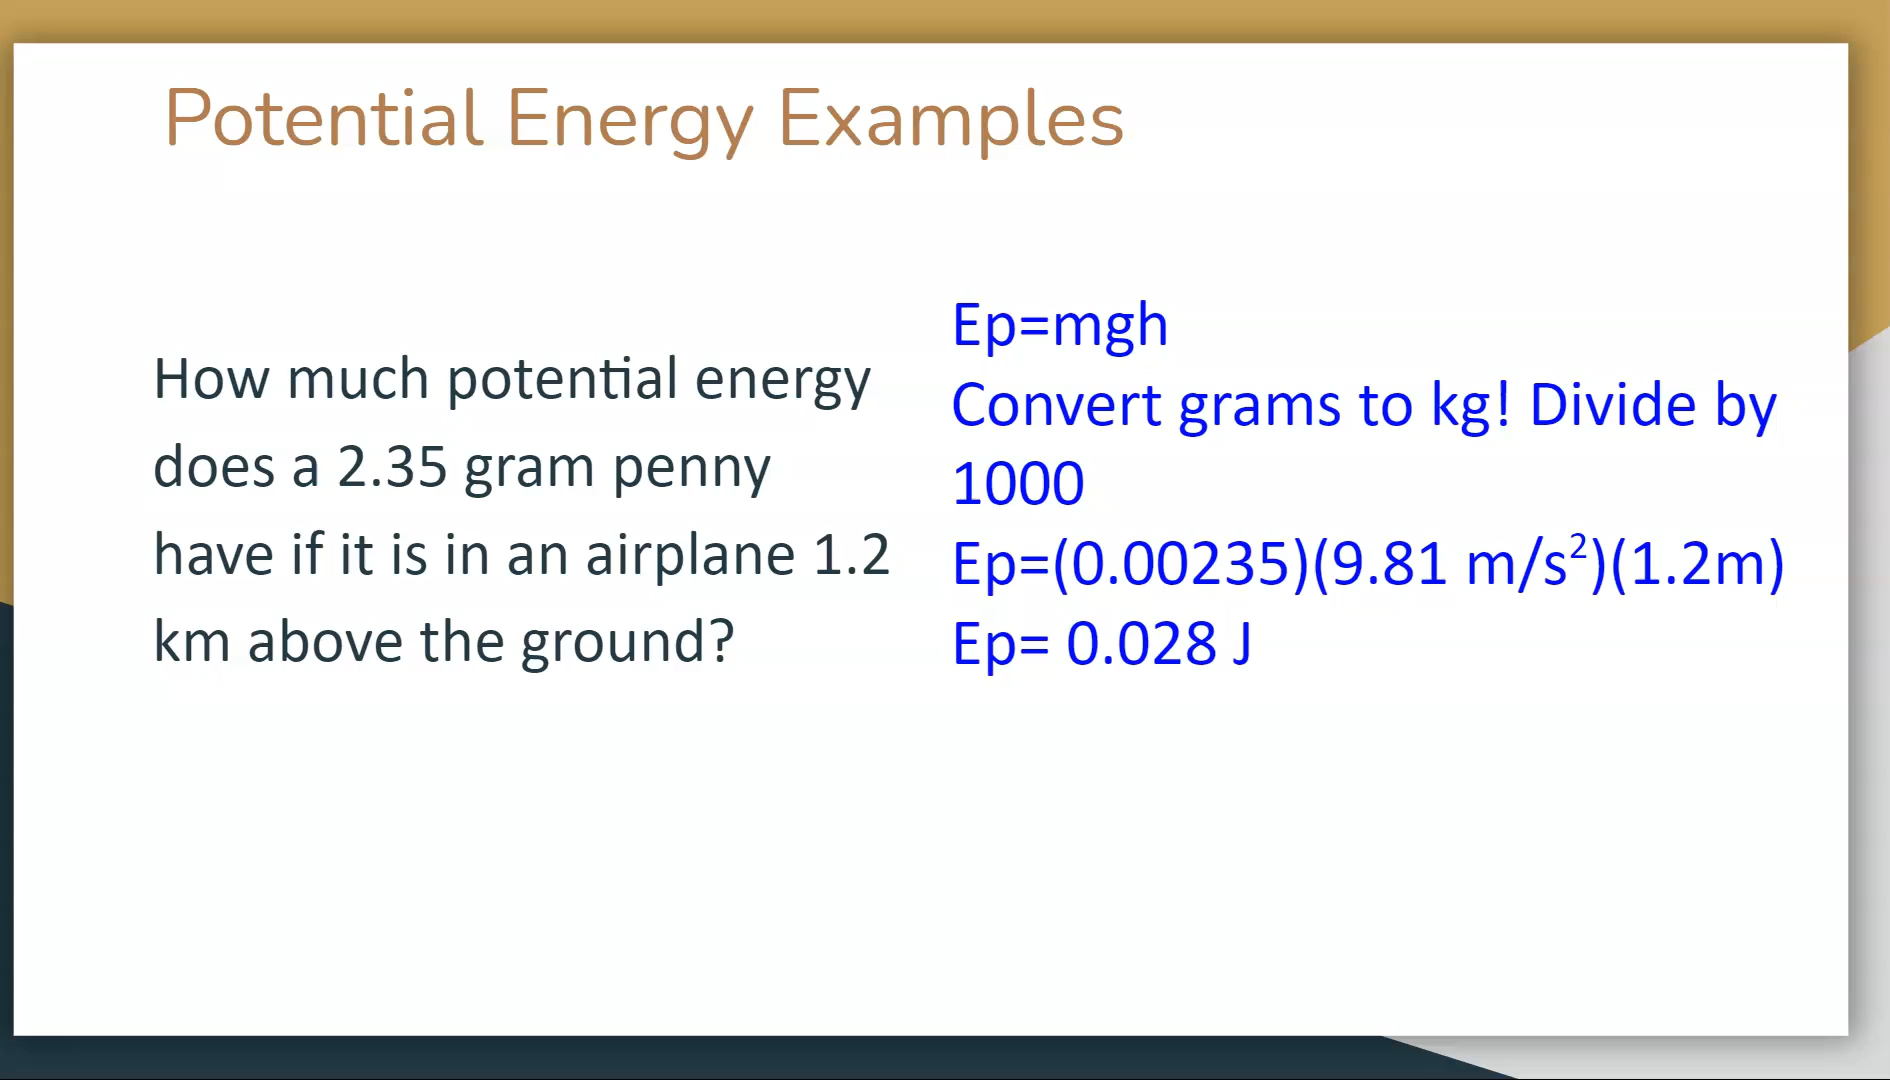 Potential Energy Examples
How much potential energy
does a 2.35 gram penny
have if it is in an airplane 1.2
km above the ground?
Ep=mgh
Convert grams to kg! Divide by
1000
Ep=(0.00235)(9.81 m/s²)(1.2m)
Ep= 0.028 J